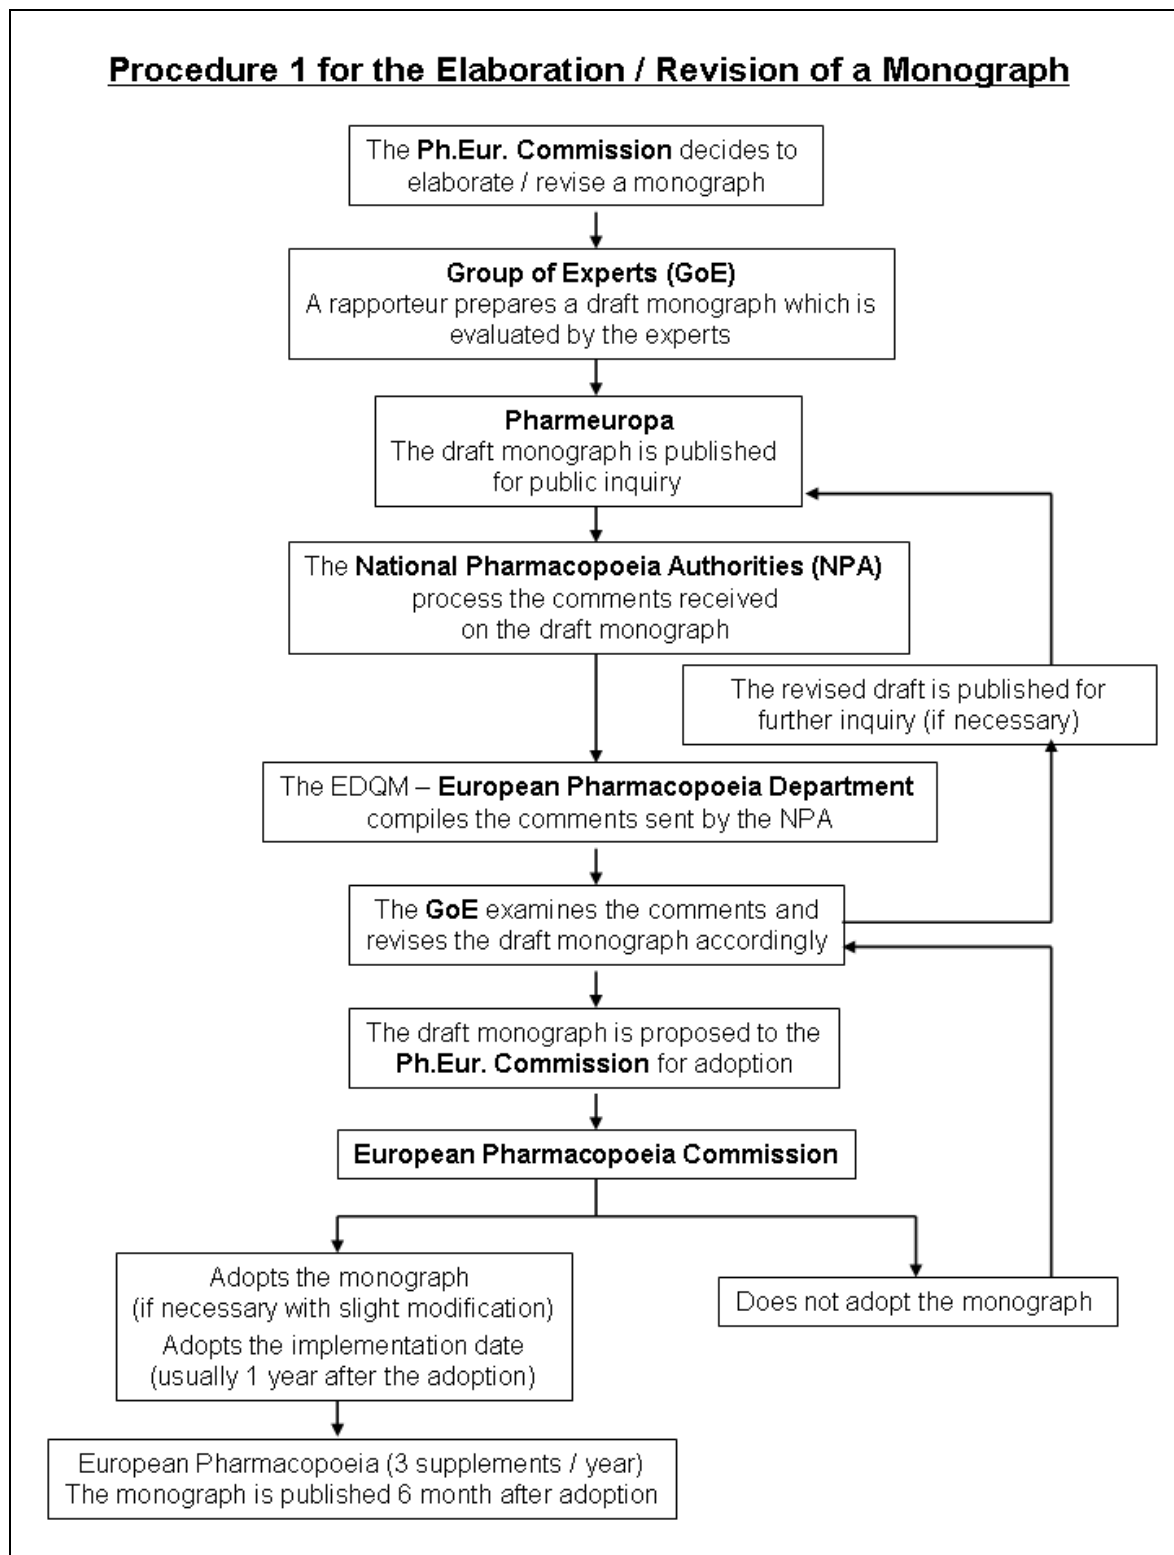 Procedure 1 for the Elaboration / Revision of a Monograph
The Ph.Eur. Commission decides to
elaborate / revise a monograph
Group of Experts (GoE)
A rapporteur prepares a draft monograph which is
evaluated by the experts
Pharmeuropa
The draft monograph is published
for public inquiry
The National Pharmacopoeia Authorities (NPA)
process the comments received
on the draft monograph
The revised draft is published for
further inquiry (if necessary)
The EDQM – European Pharmacopoeia Department
compiles the comments sent by the NPA
The GoE examines the comments and
revises the draft monograph accordingly
The draft monograph is proposed to the
Ph.Eur. Commission for adoption
European Pharmacopoeia Commission
Adopts the monograph
(if necessary with slight modification)
Adopts the implementation date
(usually 1 year after the adoption)
Does not adopt the monograph
European Pharmacopoeia (3 supplements / year)
The monograph is published 6 month after adoption